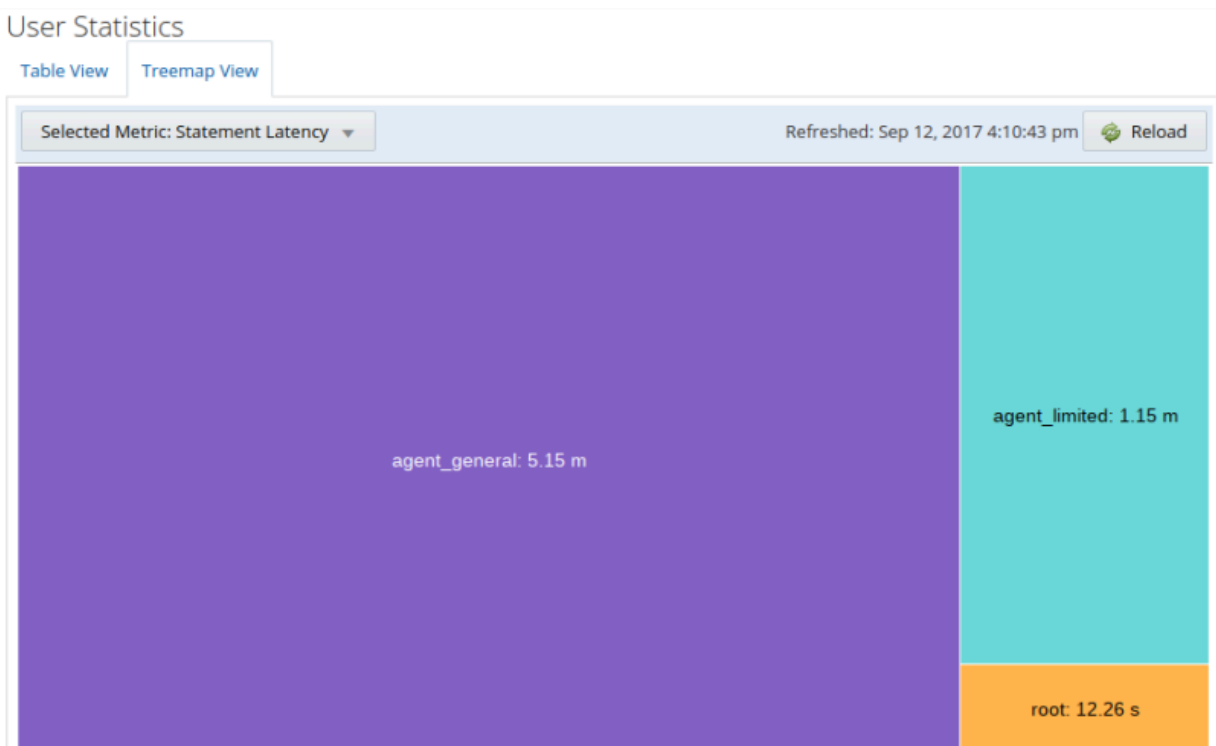 User Statistics
Table View Treemap View
Selected Metric: Statement Latency Refreshed: Sep 12, 2017 4:10:43 pm Reload
agent_general: 5.15 m
agent_limited: 1.15 m
root: 12.26 s